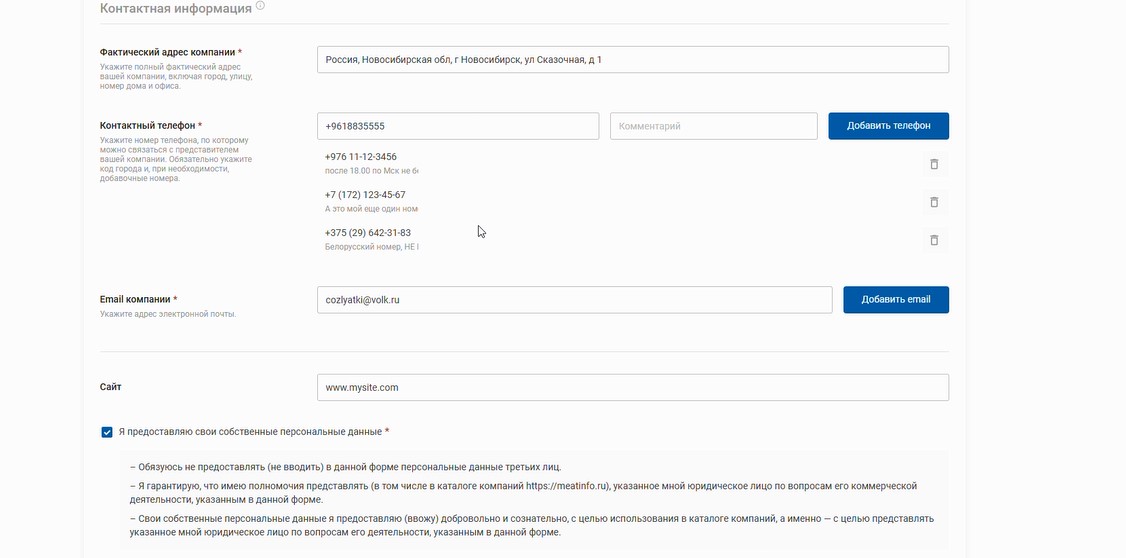 Контактная информация
Фактический адрес компании *
Укажите полный фактический адрес
вашей компании, включая город, улицу,
номер дома и офиса.
Россия, Новосибирская обл, г Новосибирск, ул Сказочная, д 1
Контактный телефон *
Укажите номер телефона, по которому
можно связаться с представителем
вашей компании. Обязательно укажите
код города и, при необходимости,
добавочные номера.
+9618835555
Комментарий
Добавить телефон
+976 11-12-3456
после 18.00 по Мск не
+7 (172) 123-45-67
А это мой еще один ном
+375 (29) 642-31-83
Белорусский номер, НЕ
Email компании *
Укажите адрес электронной почты.
cozlyatki@volk.ru
Добавить email
Сайт
www.mysite.com
Я предоставляю свои собственные персональные данные *
– Обязуюсь не предоставлять (не вводить) в данной форме персональные данные третьих лиц.
– Я гарантирую, что имею полномочия представлять (в том числе в каталоге компаний https://meatinfo.ru), указанное мной юридическое лицо по вопросам его коммерческой
деятельности, указанным в данной форме.
– Свои собственные персональные данные я предоставляю (ввожу) добровольно и сознательно, с целью использования в каталоге компаний, а именно — с целью представлять
указанное мной юридическое лицо по вопросам его деятельности, указанным в данной форме.